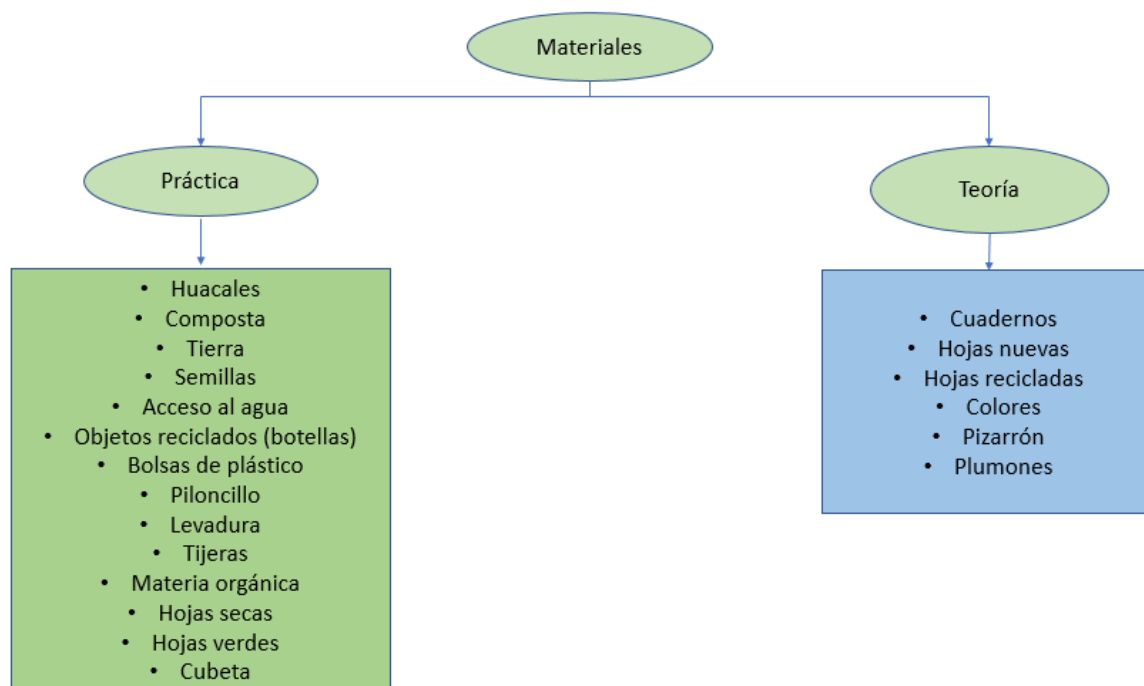 Materiales
Práctica
Teoría
• Huacales
• Composta
• Tierra
• Semillas
• Acceso al agua
• Objetos reciclados (botellas)
• Bolsas de plástico
• Piloncillo
• Levadura
• Tijeras
• Materia orgánica
• Hojas secas
• Hojas verdes
• Cubeta
• Cuadernos
• Hojas nuevas
• Hojas recicladas
• Colores
• Pizarrón
• Plumones